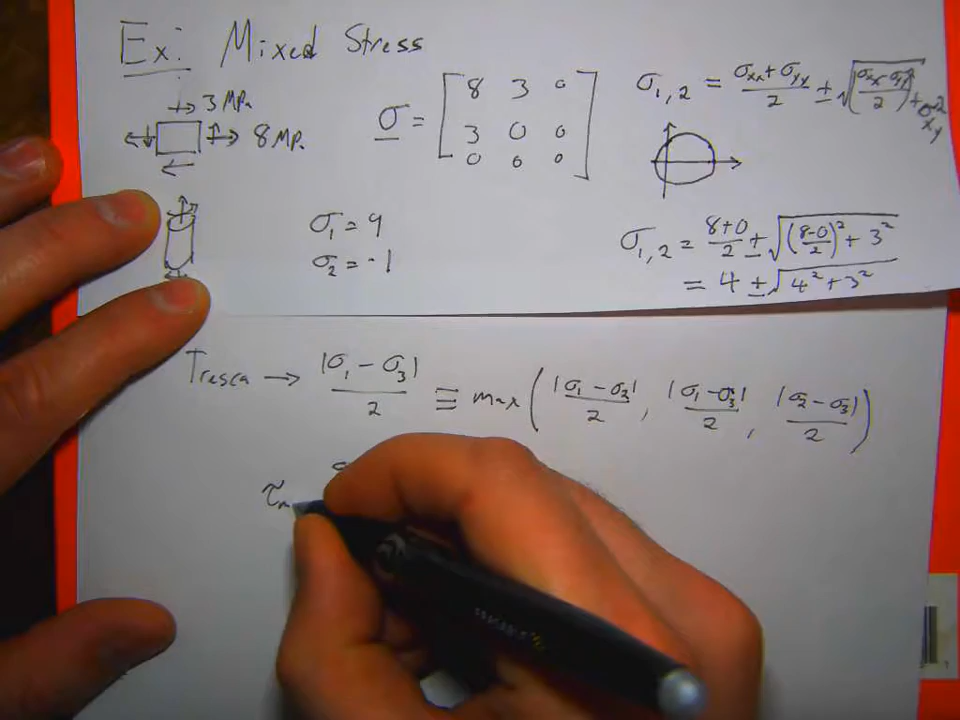 Ex: Mixed Stress
3 MPa
8 MPa
σ = [ 8 3 0
3 0 0
0 0 0 ]
σ₁,₂ = (σxx + σyy)/2 ± √(((σxx - σyy)/2)² + σxy²)
σ₁ = 9
σ₂ = -1
σ₁,₂ = (8+0)/2 ± √(((8-0)/2)² + 3²)
= 4 ± √(4² + 3²)
Tresca → |σ₁ - σ₃|/2 ≡ max( |σ₁ - σ₂|/2 , |σ₁ - σ₃|/2 , |σ₂ - σ₃|/2 )